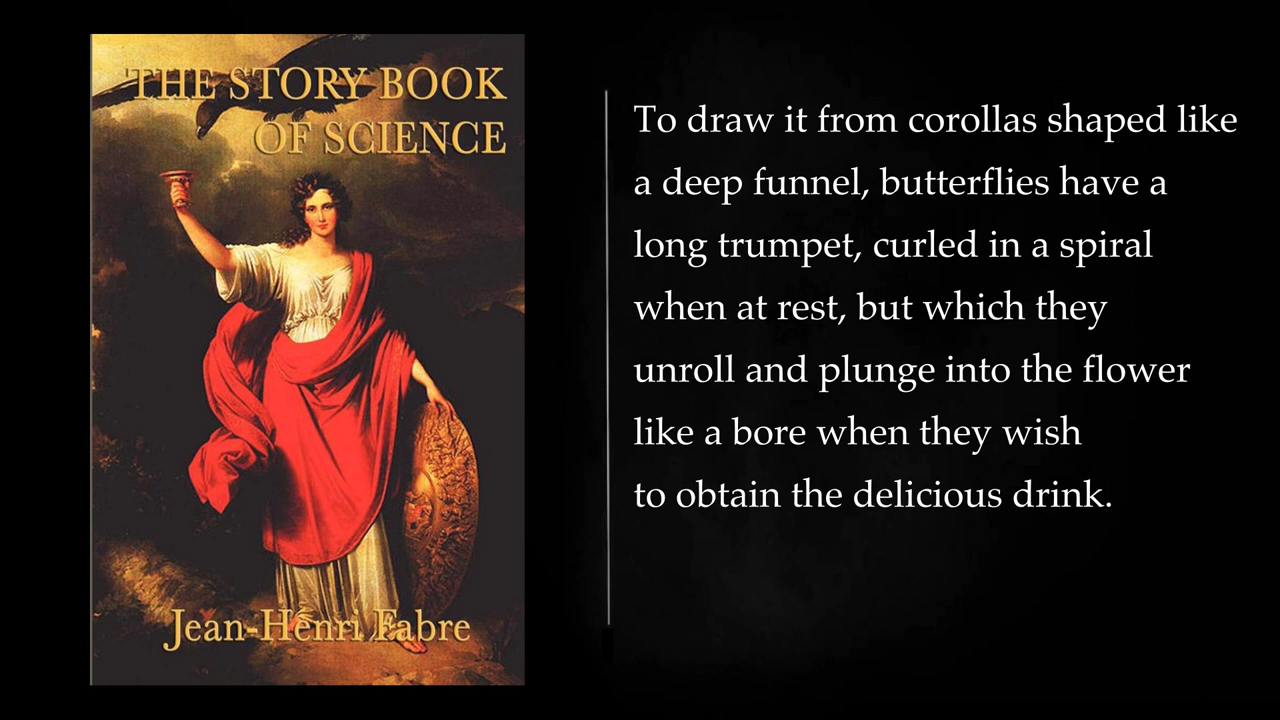 THE STORY BOOK
OF SCIENCE
Jean-Henri Fabre
To draw it from corollas shaped like
a deep funnel, butterflies have a
long trumpet, curled in a spiral
when at rest, but which they
unroll and plunge into the flower
like a bore when they wish
to obtain the delicious drink.